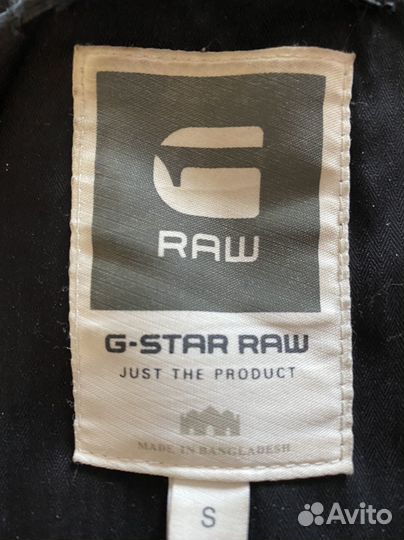 G
RAW
G-STAR RAW
JUST THE PRODUCT
MADE IN BANGLADESH
S
Avito